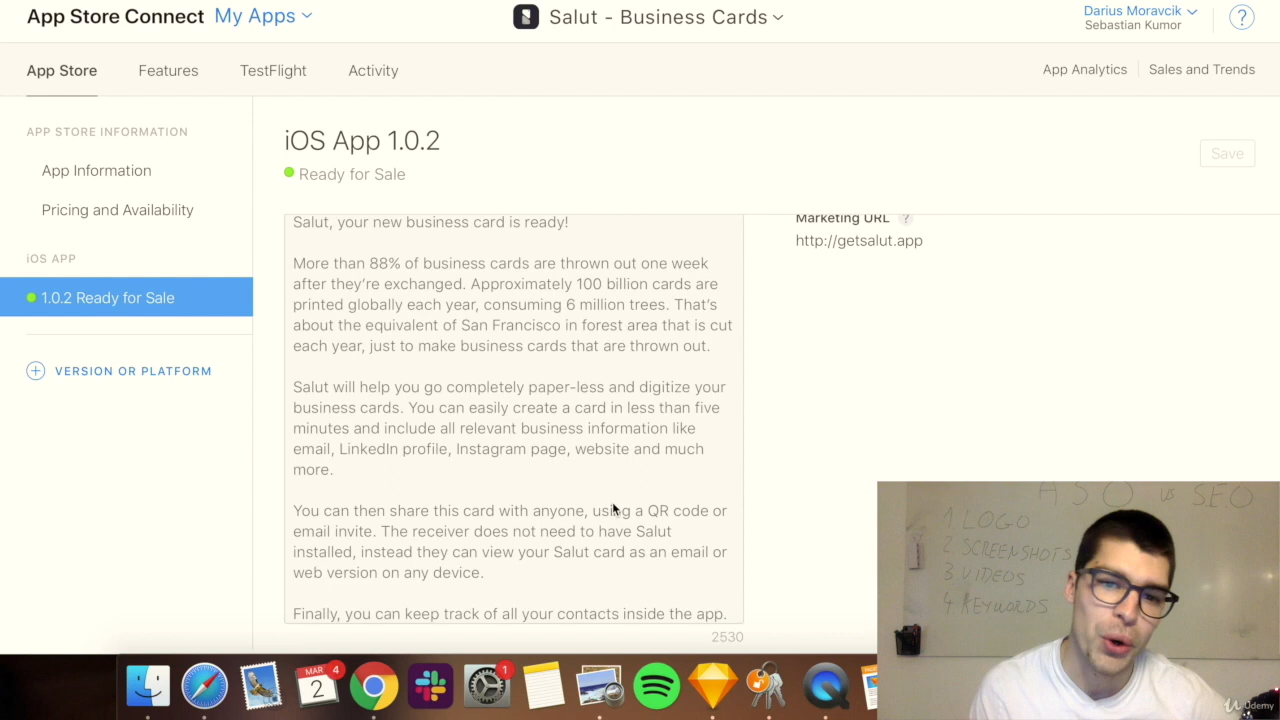 App Store Connect My Apps
Salut - Business Cards
Darius Moravcik
Sebastian Kumor
?
App Store Features TestFlight Activity
App Analytics Sales and Trends
APP STORE INFORMATION
App Information
Pricing and Availability
iOS APP
1.0.2 Ready for Sale
VERSION OR PLATFORM
iOS App 1.0.2
Ready for Sale
Save
Salut, your new business card is ready!
More than 88% of business cards are thrown out one week
after they're exchanged. Approximately 100 billion cards are
printed globally each year, consuming 6 million trees. That's
about the equivalent of San Francisco in forest area that is cut
each year, just to make business cards that are thrown out.
Salut will help you go completely paper-less and digitize your
business cards. You can easily create a card in less than five
minutes and include all relevant business information like
email, LinkedIn profile, Instagram page, website and much
more.
You can then share this card with anyone, using a QR code or
email invite. The receiver does not need to have Salut
installed, instead they can view your Salut card as an email or
web version on any device.
Finally, you can keep track of all your contacts inside the app.
2530
Marketing URL ?
http://getsalut.app
ASO vs SEO
1. LOGO
2 SCREENSHOTS
3 VIDEOS
4. KEYWORDS
MAR 4
2
1
PAGES
Udemy